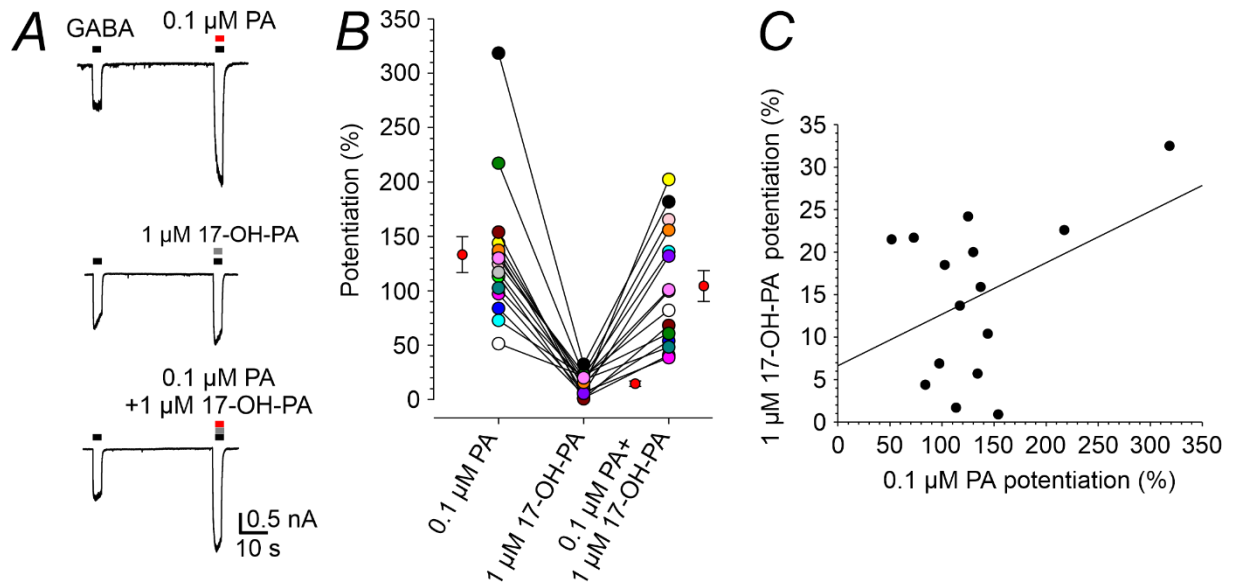 A
GABA
0.1 µM PA
1 µM 17-OH-PA
0.1 µM PA
+1 µM 17-OH-PA
0.5 nA
10 s
B
Potentiation (%)
350
300
250
200
150
100
50
0
0.1 µM PA
1 µM 17-OH-PA
0.1 µM PA+
1 µM 17-OH-PA
C
1 µM 17-OH-PA potentiation (%)
35
30
25
20
15
10
5
0
0 50 100 150 200 250 300 350
0.1 µM PA potentiation (%)